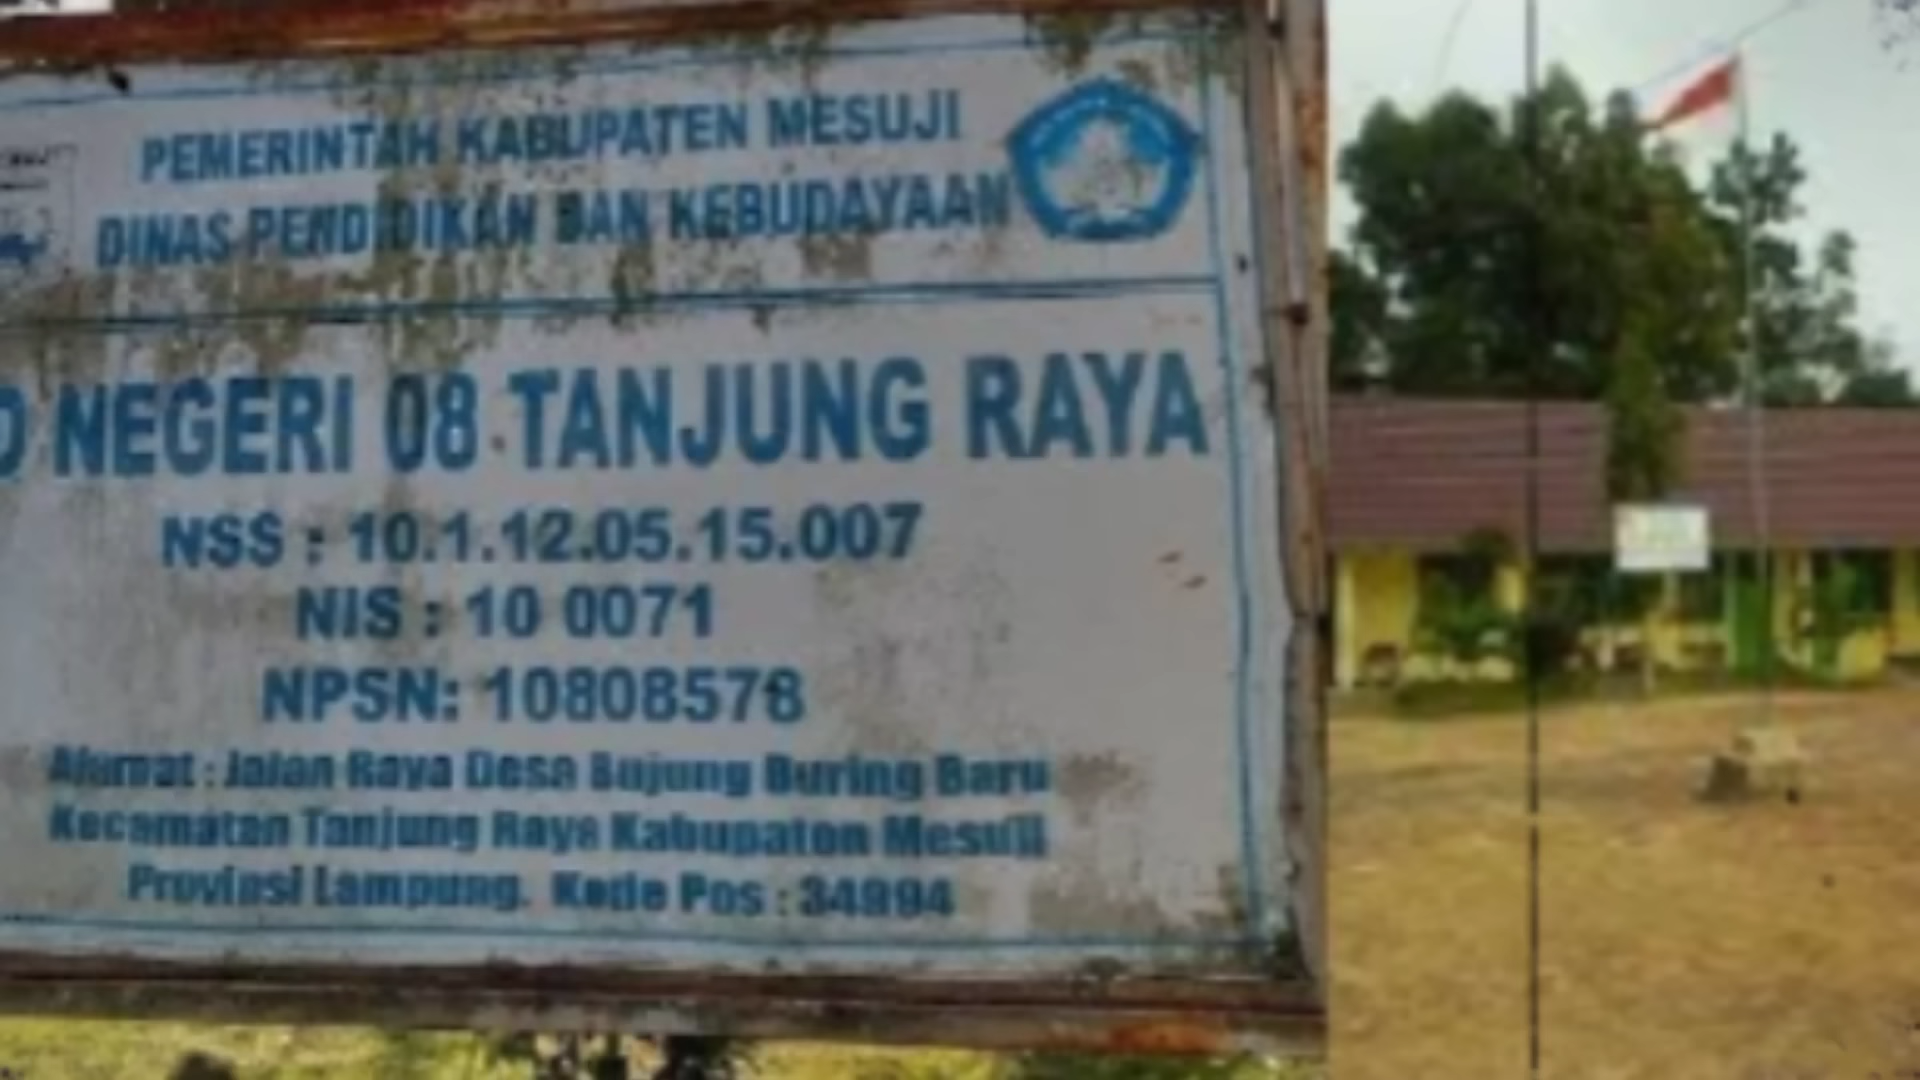 PEMERINTAH KABUPATEN MESUJI
DINAS PENDIDIKAN DAN KEBUDAYAAN
D NEGERI 08 TANJUNG RAYA
NSS : 10.1.12.05.15.007
NIS : 10 0071
NPSN: 10808578
Alamat : Jalan Raya Desa Bujung Buring Baru
Kecamatan Tanjung Raya Kabupaten Mesuji
Provinsi Lampung. Kode Pos :